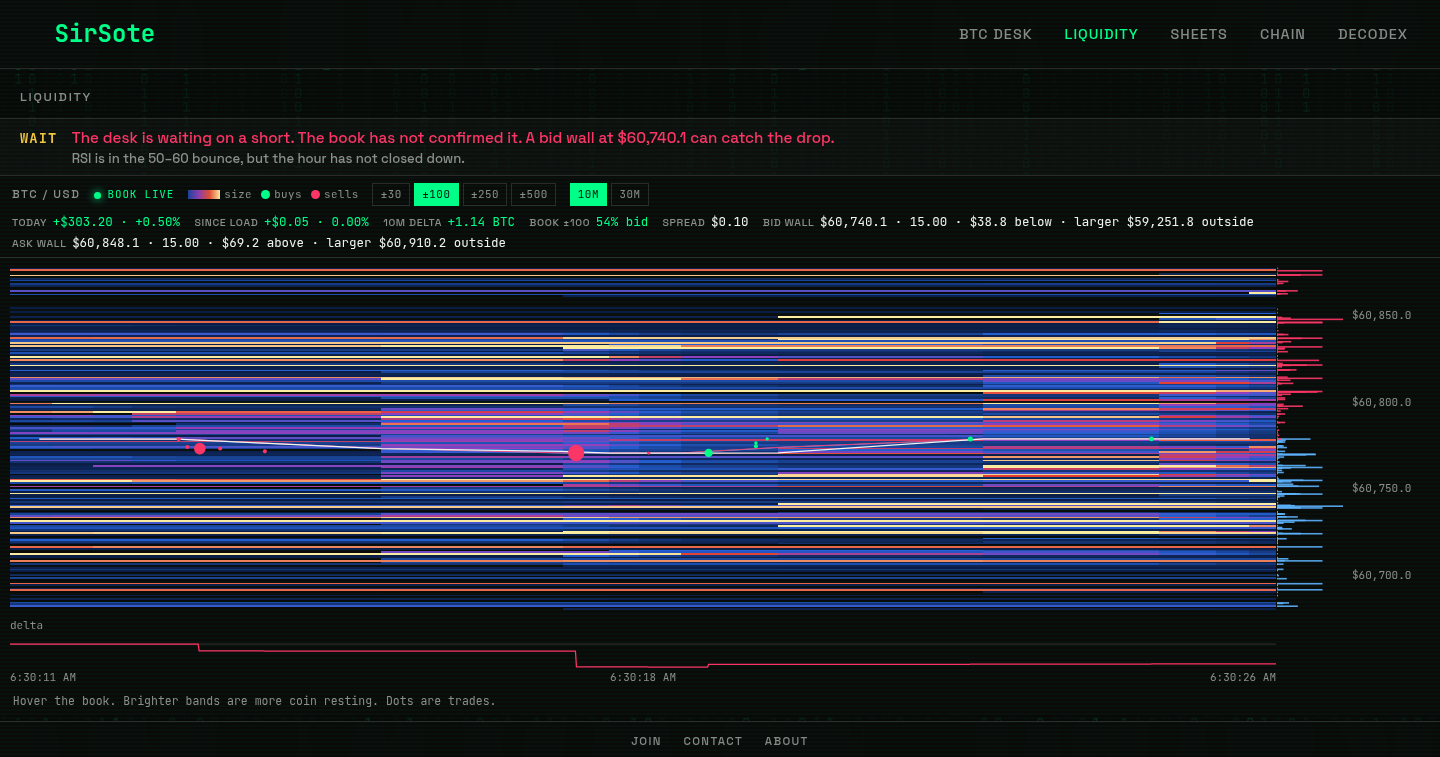 SirSote
BTC DESK LIQUIDITY SHEETS CHAIN DECODEX
LIQUIDITY
WAIT The desk is waiting on a short. The book has not confirmed it. A bid wall at $60,740.1 can catch the drop.
RSI is in the 50–60 bounce, but the hour has not closed down.
BTC / USD BOOK LIVE size buys sells ±30 ±100 ±250 ±500 10M 30M
TODAY +$303.20 · +0.50% SINCE LOAD +$0.05 · 0.00% 10M DELTA +1.14 BTC BOOK ±100 54% bid SPREAD $0.10 BID WALL $60,740.1 · 15.00 · $38.8 below · larger $59,251.8 outside
ASK WALL $60,848.1 · 15.00 · $69.2 above · larger $60,910.2 outside
$60,850.0
$60,800.0
$60,750.0
$60,700.0
delta
6:30:11 AM 6:30:18 AM 6:30:26 AM
Hover the book. Brighter bands are more coin resting. Dots are trades.
JOIN CONTACT ABOUT